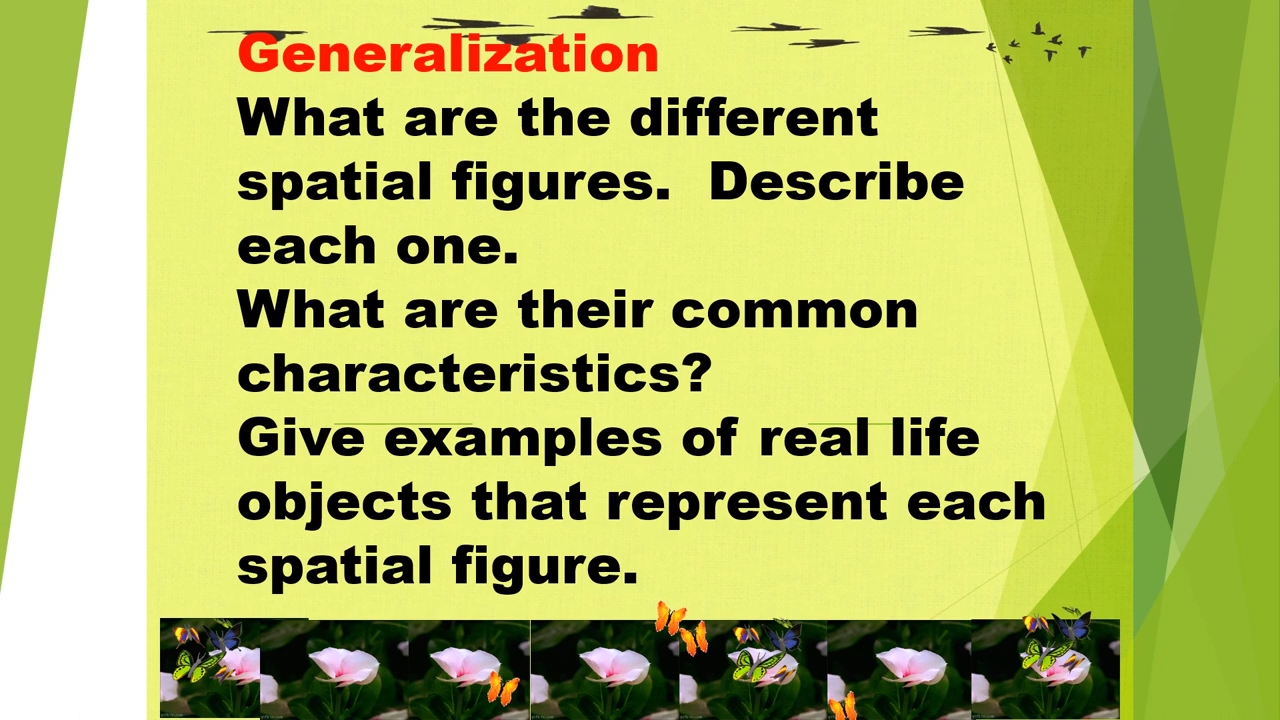 Generalization
What are the different
spatial figures.  Describe
each one.
What are their common
characteristics?
Give examples of real life
objects that represent each
spatial figure.